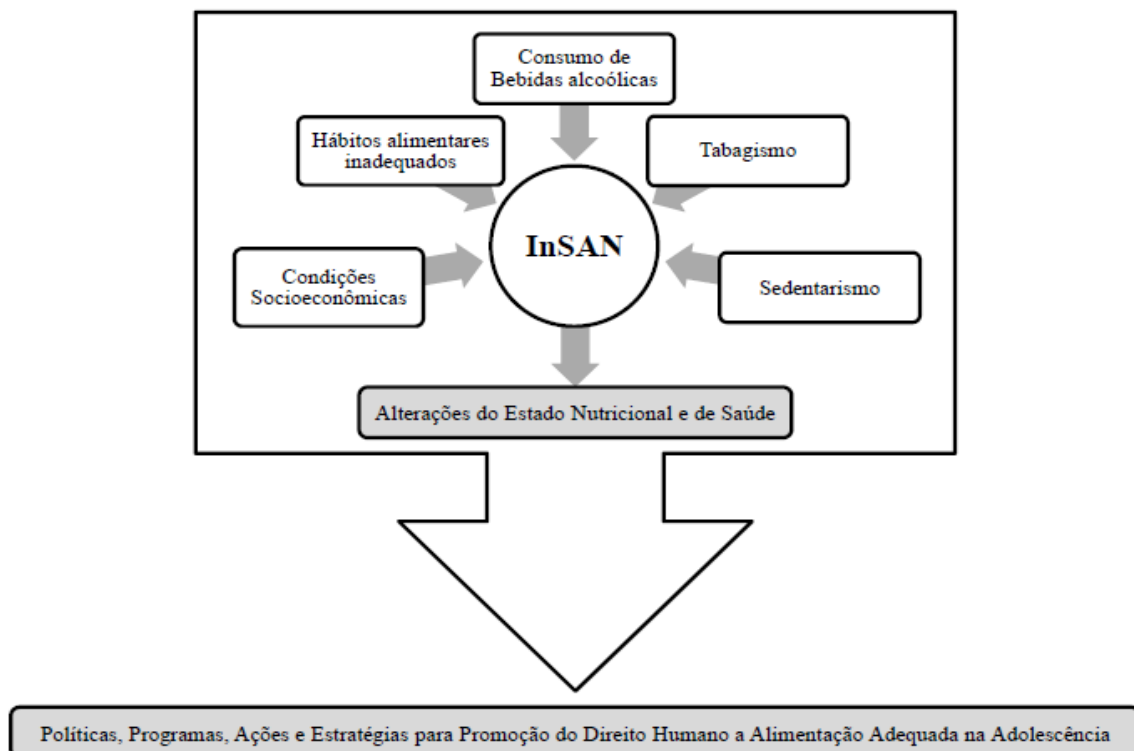 Consumo de
Bebidas alcoólicas
Hábitos alimentares
inadequados
Tabagismo
InSAN
Condições
Socioeconômicas
Sedentarismo
Alterações do Estado Nutricional e de Saúde
Políticas, Programas, Ações e Estratégias para Promoção do Direito Humano a Alimentação Adequada na Adolescência